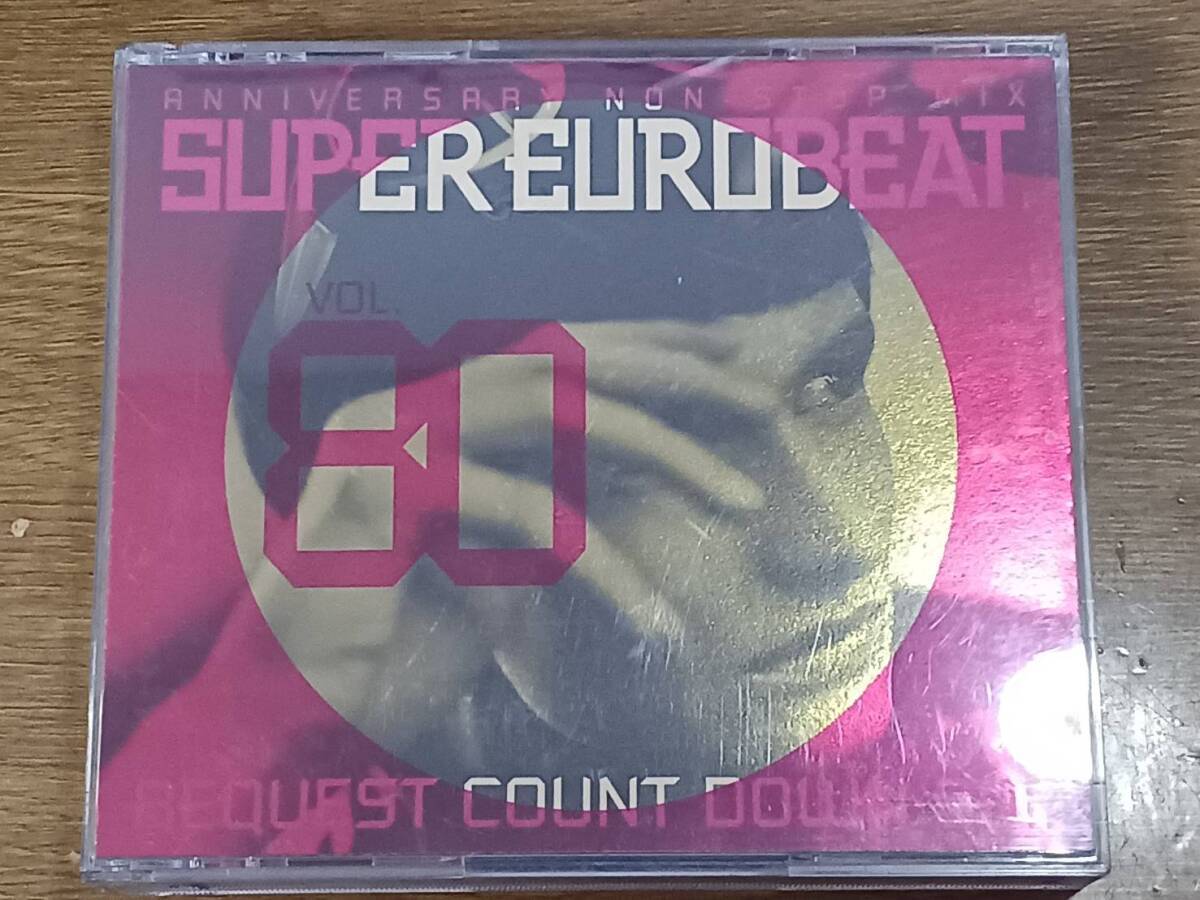 ANNIVERSARY NON STOP MIX
SUPER EUROBEAT
VOL.
80
REQUEST COUNT DOWN